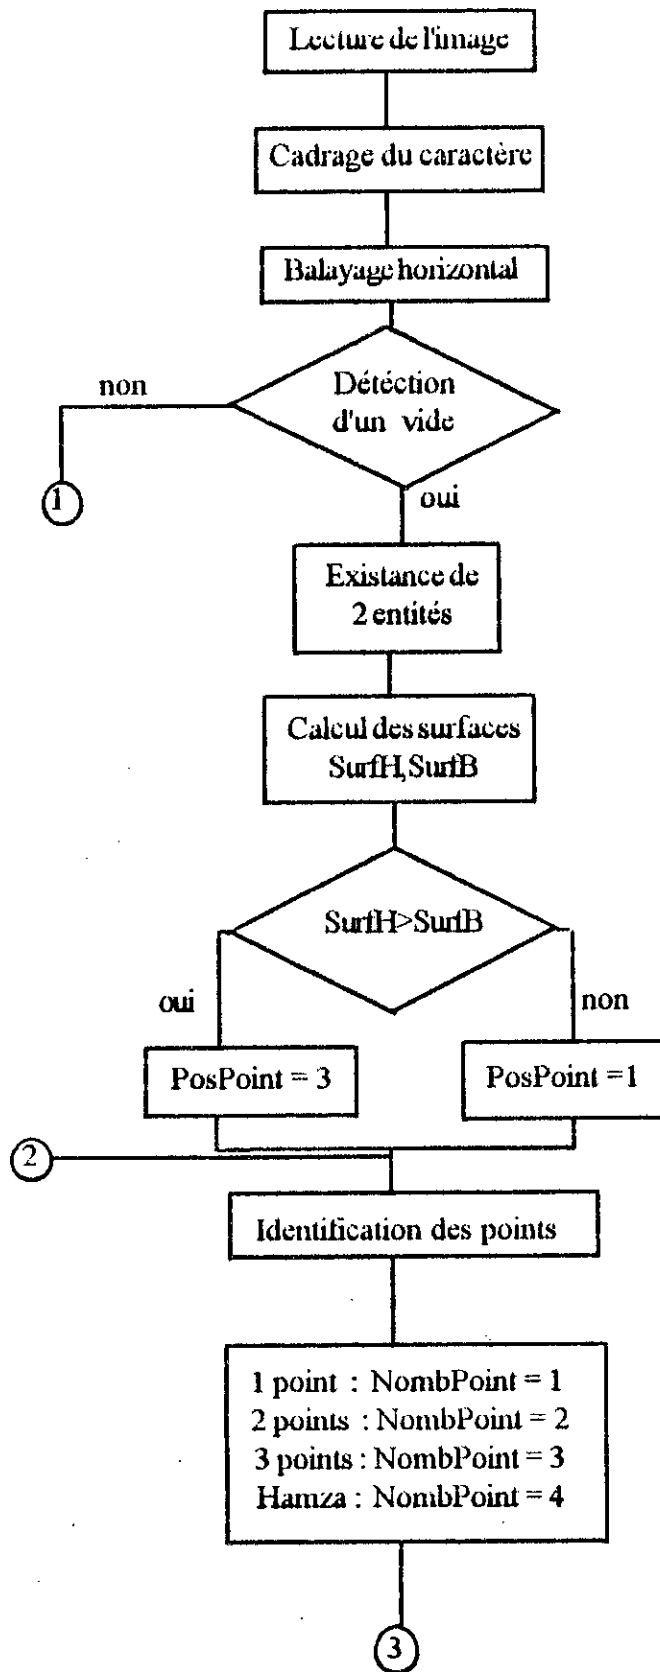 Lecture de l'image
Cadrage du caractère
Balayage horizontal
non
Détéction
d'un vide
1
oui
Existance de
2 entités
Calcul des surfaces
SurfH,SurfB
SurfH>SurfB
oui
non
PosPoint = 3
PosPoint =1
2
Identification des points
1 point : NombPoint = 1
2 points : NombPoint = 2
3 points : NombPoint = 3
Hamza : NombPoint = 4
3